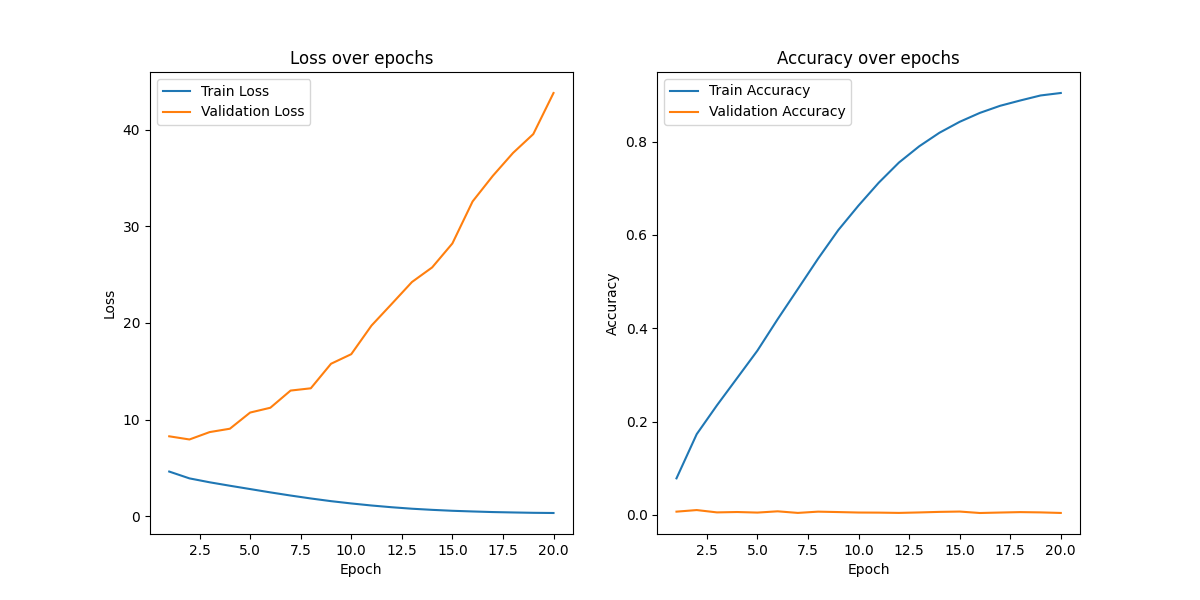 Loss over epochs
Train Loss
Validation Loss
40
30
20
10
0
Loss
2.5 5.0 7.5 10.0 12.5 15.0 17.5 20.0
Epoch
Accuracy over epochs
Train Accuracy
Validation Accuracy
0.8
0.6
0.4
0.2
0.0
Accuracy
2.5 5.0 7.5 10.0 12.5 15.0 17.5 20.0
Epoch